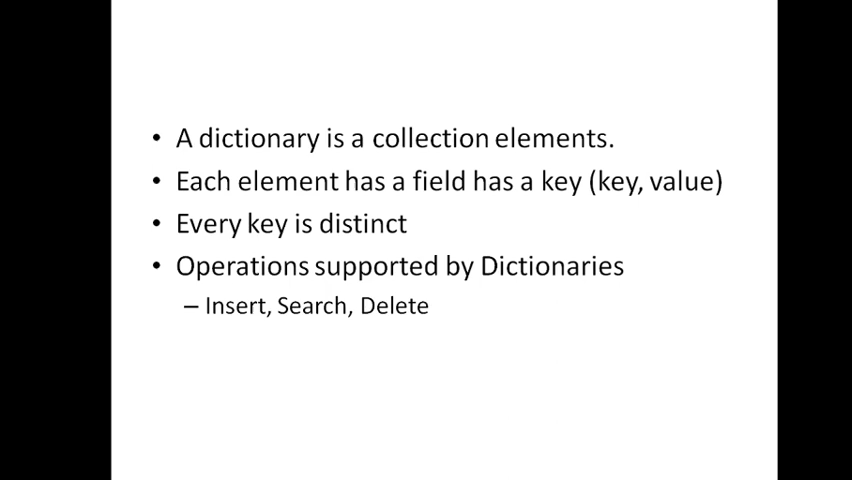 • A dictionary is a collection elements.
• Each element has a field has a key (key, value)
• Every key is distinct
• Operations supported by Dictionaries
– Insert, Search, Delete